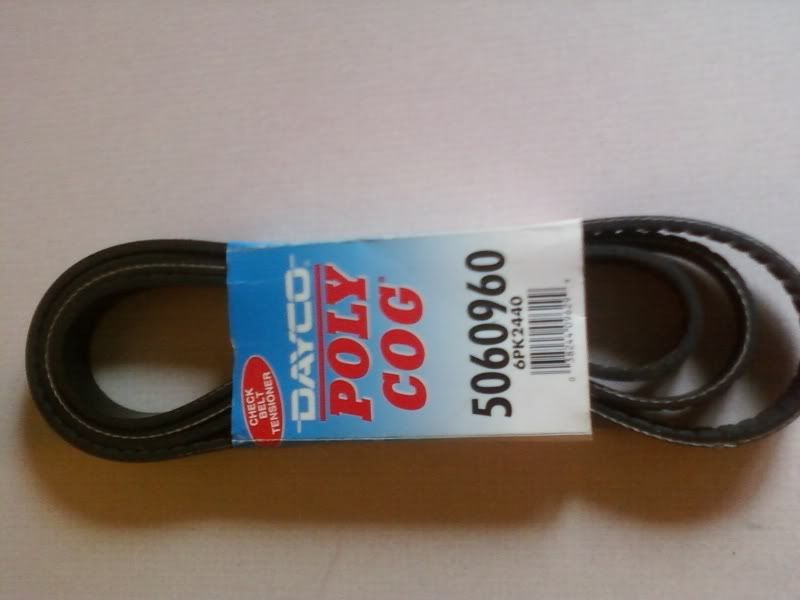 CHECK
BELT
TENSIONER
DAYCO®
POLY
COG®
5060960
6PK2440